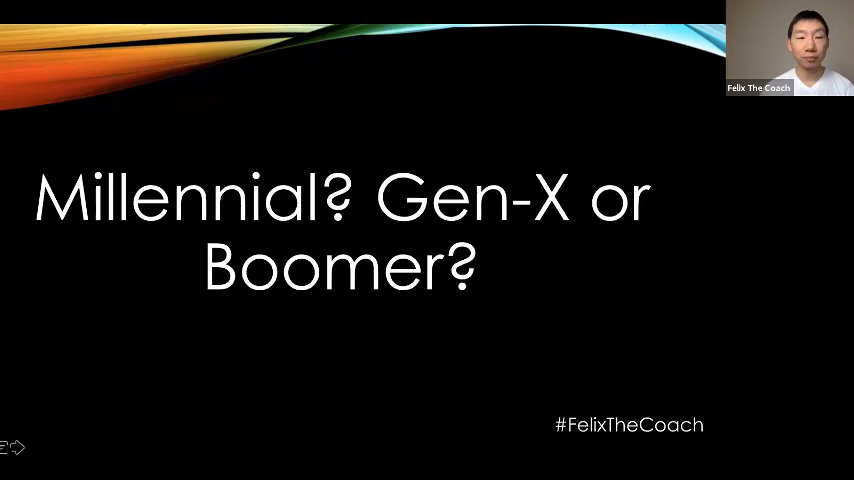 Felix The Coach
Millennial? Gen-X or
Boomer?
#FelixTheCoach